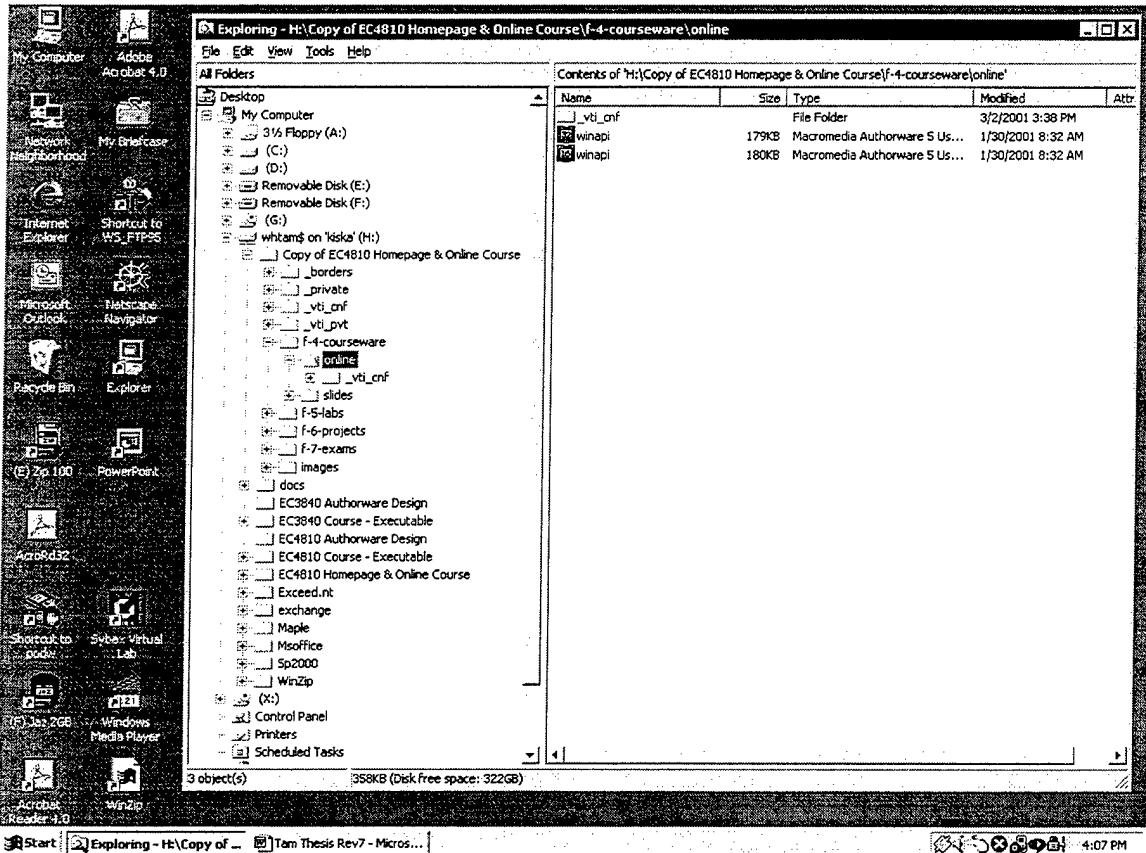 My Computer
Adobe Acrobat 4.0
Network Neighborhood
My Briefcase
Internet Explorer
Shortcut to WS_FTP95
Microsoft Outlook
Netscape Navigator
Recycle Bin
Explorer
(E) Zip 100
PowerPoint
AcroRd32
Shortcut to
Sybex Virtual Lab
(F) Jaz 2GB
Windows Media Player
Acrobat Reader 4.0
WinZip
Exploring - H:\Copy of EC4810 Homepage & Online Course\f-4-courseware\online
File Edit View Tools Help
All Folders
Desktop
My Computer
3½ Floppy (A:)
(C:)
(D:)
Removable Disk (E:)
Removable Disk (F:)
(G:)
whtam$ on 'kiska' (H:)
Copy of EC4810 Homepage & Online Course
_borders
_private
_vti_cnf
_vti_pvt
f-4-courseware
online
_vti_cnf
slides
f-5-labs
f-6-projects
f-7-exams
images
docs
EC3840 Authorware Design
EC3840 Course - Executable
EC4810 Authorware Design
EC4810 Course - Executable
EC4810 Homepage & Online Course
Exceed.nt
exchange
Maple
Msoffice
Sp2000
WinZip
(X:)
Control Panel
Printers
Scheduled Tasks
Contents of 'H:\Copy of EC4810 Homepage & Online Course\f-4-courseware\online'
Name Size Type Modified Attr
_vti_cnf File Folder 3/2/2001 3:38 PM
winapi 179KB Macromedia Authorware 5 Us... 1/30/2001 8:32 AM
winapi 180KB Macromedia Authorware 5 Us... 1/30/2001 8:32 AM
3 object(s) 358KB (Disk free space: 322GB)
Start Exploring - H:\Copy of ... Tam Thesis Rev7 - Micros... 4:07 PM